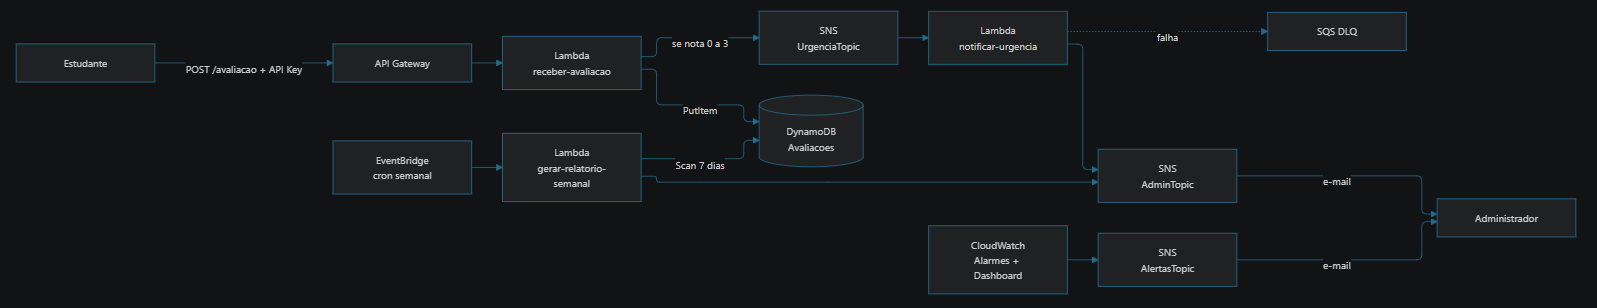 Estudante
POST /avaliacao + API Key
API Gateway
Lambda
receber-avaliacao
se nota 0 a 3
SNS
UrgenciaTopic
Lambda
notificar-urgencia
falha
SQS DLQ
PutItem
DynamoDB
Avaliacoes
EventBridge
cron semanal
Lambda
gerar-relatorio-
semanal
Scan 7 dias
SNS
AdminTopic
e-mail
Administrador
CloudWatch
Alarmes +
Dashboard
SNS
AlertasTopic
e-mail